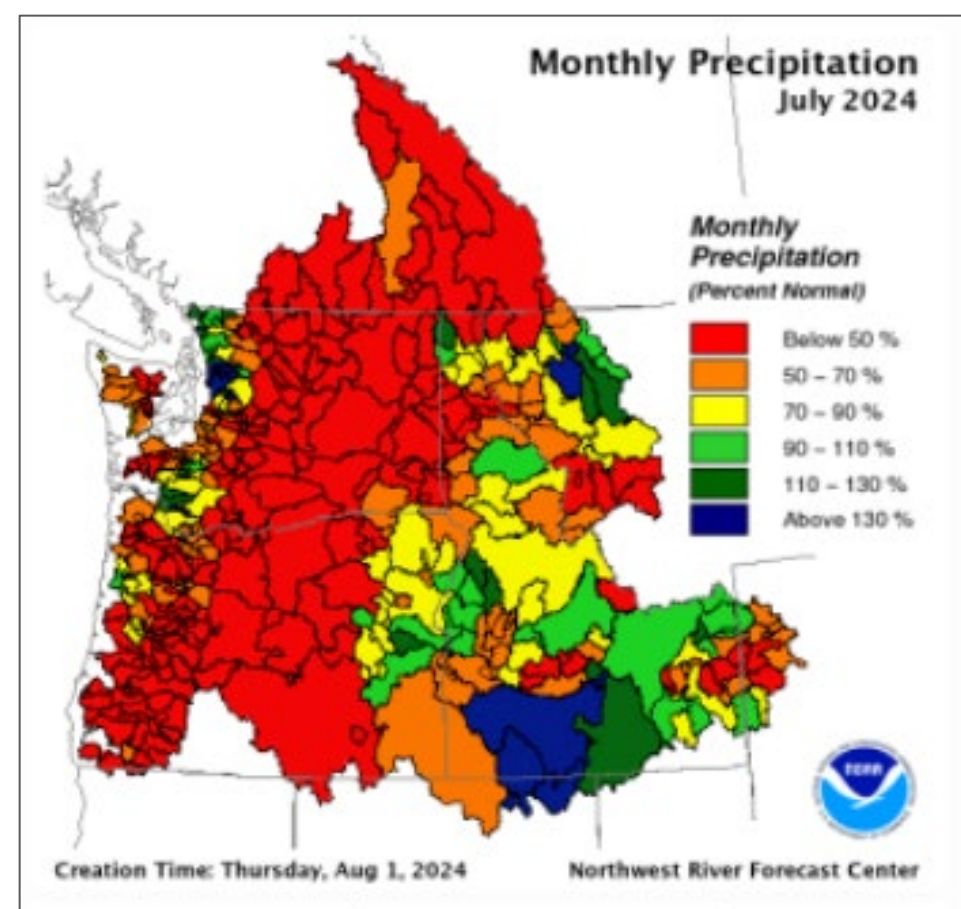 Monthly Precipitation
July 2024
Monthly
Precipitation
(Percent Normal)
Below 50 %
50 – 70 %
70 – 90 %
90 – 110 %
110 – 130 %
Above 130 %
Creation Time: Thursday, Aug 1, 2024
Northwest River Forecast Center